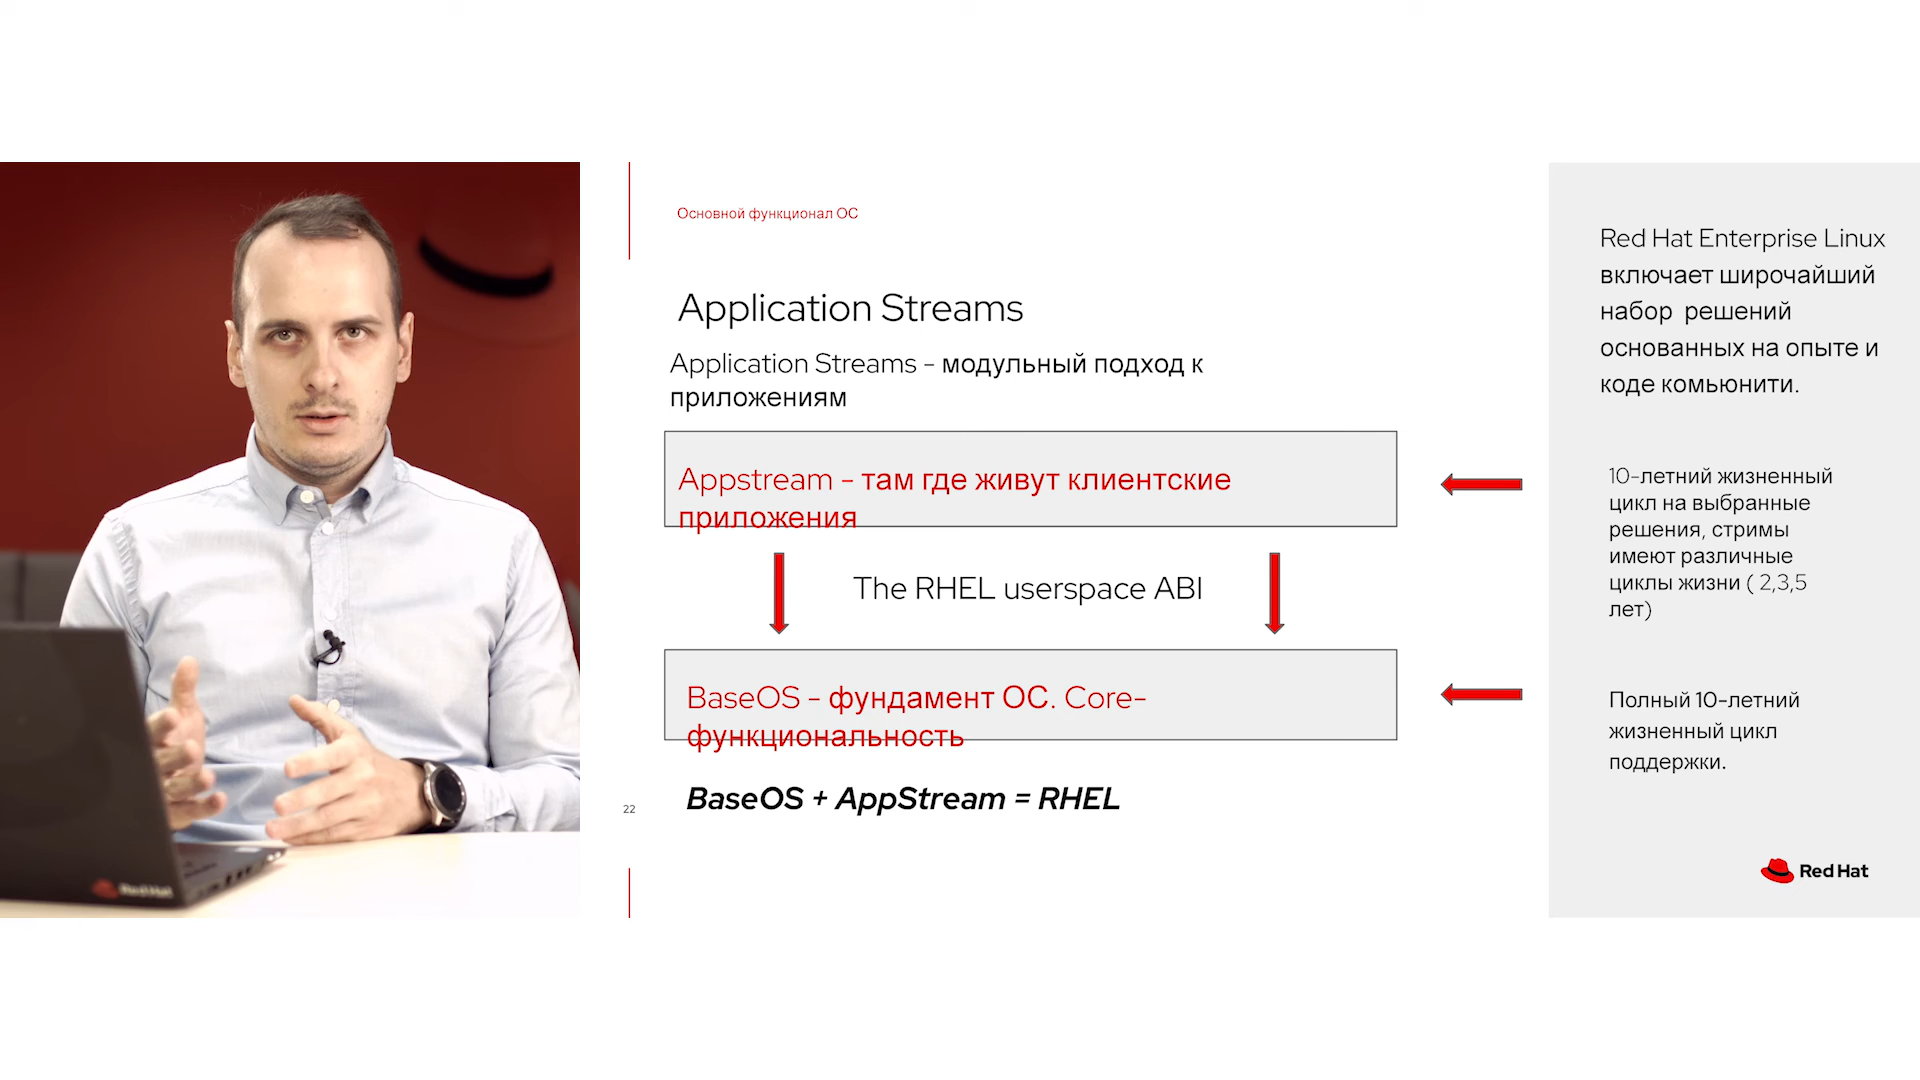 Основной функционал ОС
Application Streams
Application Streams - модульный подход к
приложениям
Appstream - там где живут клиентские
приложения
The RHEL userspace ABI
BaseOS - фундамент ОС. Core-
функциональность
BaseOS + AppStream = RHEL
22
Red Hat Enterprise Linux
включает широчайший
набор  решений
основанных на опыте и
коде комьюнити.
10-летний жизненный
цикл на выбранные
решения, стримы
имеют различные
циклы жизни ( 2,3,5
лет)
Полный 10-летний
жизненный цикл
поддержки.
Red Hat
Red Hat